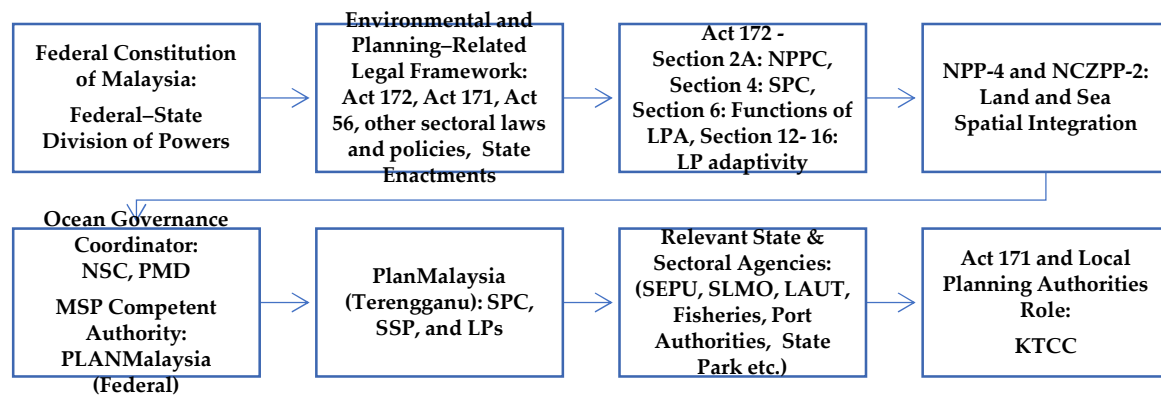 Federal Constitution
of Malaysia:
Federal–State
Division of Powers
Environmental and
Planning–Related
Legal Framework:
Act 172, Act 171, Act
56, other sectoral laws
and policies, State
Enactments
Act 172 -
Section 2A: NPPC,
Section 4: SPC,
Section 6: Functions of
LPA, Section 12- 16:
LP adaptivity
NPP-4 and NCZPP-2:
Land and Sea
Spatial Integration
Ocean Governance
Coordinator:
NSC, PMD
MSP Competent
Authority:
PLANMalaysia
(Federal)
PlanMalaysia
(Terengganu): SPC,
SSP, and LPs
Relevant State &
Sectoral Agencies:
(SEPU, SLMO, LAUT,
Fisheries, Port
Authorities, State
Park etc.)
Act 171 and Local
Planning Authorities
Role:
KTCC